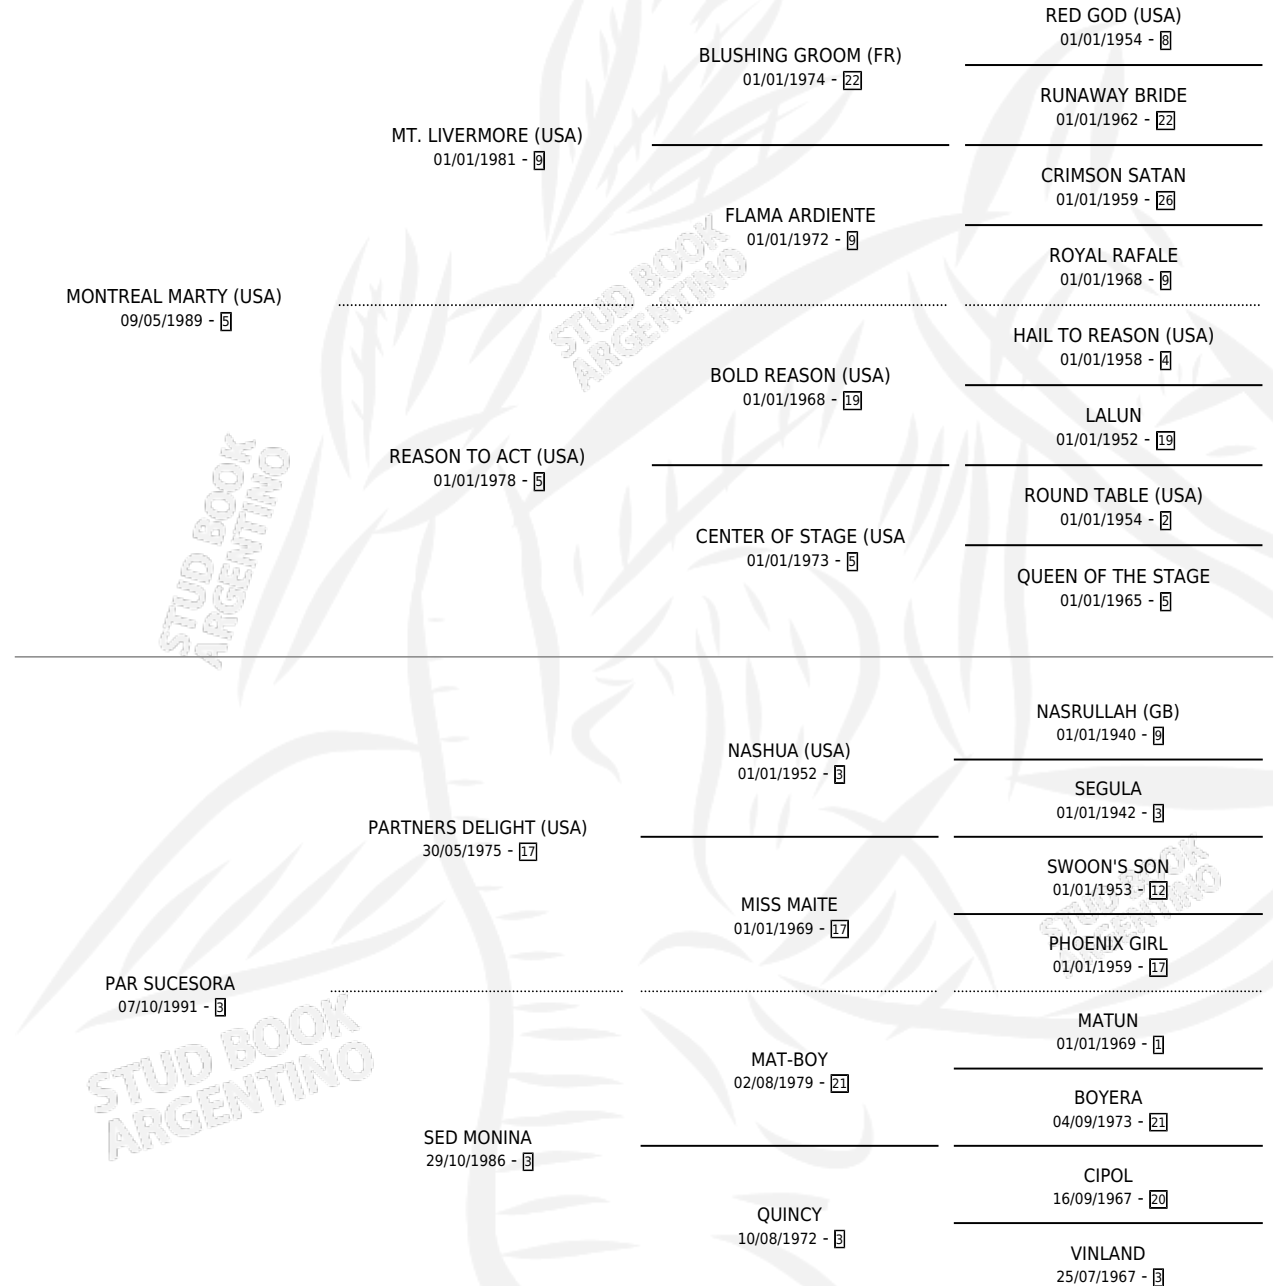 RED GOD (USA)
01/01/1954 - 8
BLUSHING GROOM (FR)
01/01/1974 - 22
RUNAWAY BRIDE
01/01/1962 - 22
MT. LIVERMORE (USA)
01/01/1981 - 9
CRIMSON SATAN
01/01/1959 - 26
FLAMA ARDIENTE
01/01/1972 - 9
ROYAL RAFALE
01/01/1968 - 9
MONTREAL MARTY (USA)
09/05/1989 - 5
STUD BOOK
ARGENTINO
HAIL TO REASON (USA)
01/01/1958 - 4
BOLD REASON (USA)
01/01/1968 - 19
LALUN
01/01/1952 - 19
REASON TO ACT (USA)
01/01/1978 - 5
ROUND TABLE (USA)
01/01/1954 - 2
CENTER OF STAGE (USA
01/01/1973 - 5
QUEEN OF THE STAGE
01/01/1965 - 5
STUD BOOK
ARGENTINO
NASRULLAH (GB)
01/01/1940 - 9
NASHUA (USA)
01/01/1952 - 3
SEGULA
01/01/1942 - 3
PARTNERS DELIGHT (USA)
30/05/1975 - 17
SWOON'S SON
01/01/1953 - 12
MISS MAITE
01/01/1969 - 17
STUD BOOK
ARGENTINO
PHOENIX GIRL
01/01/1959 - 17
PAR SUCESORA
07/10/1991 - 3
STUD BOOK
ARGENTINO
MATUN
01/01/1969 - 1
MAT-BOY
02/08/1979 - 21
BOYERA
04/09/1973 - 21
SED MONINA
29/10/1986 - 3
CIPOL
16/09/1967 - 20
QUINCY
10/08/1972 - 3
VINLAND
25/07/1967 - 3